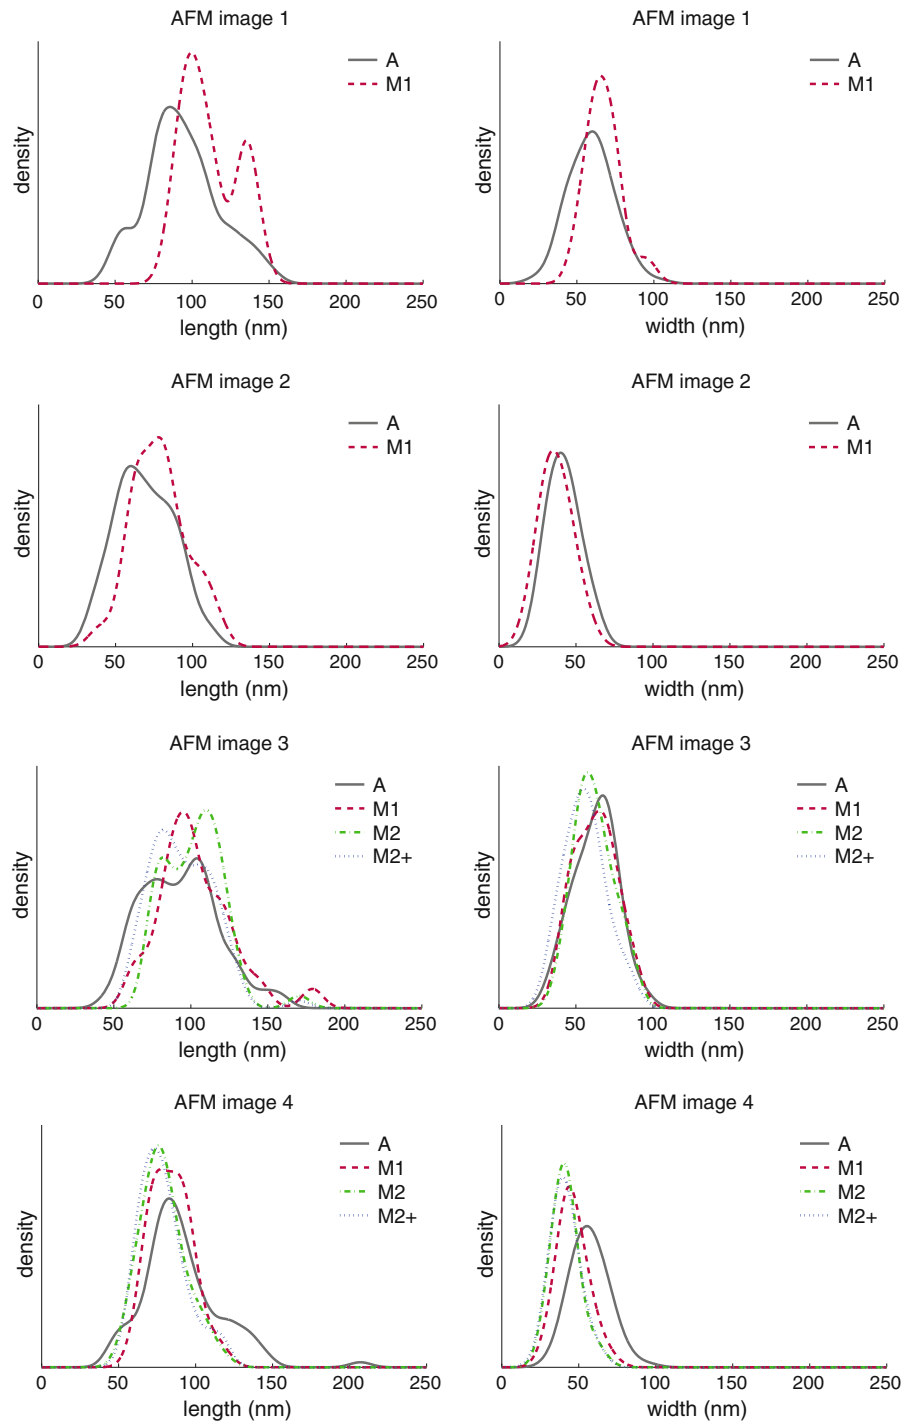 AFM image 1
A
M1
density
0 50 100 150 200 250
length (nm)
AFM image 1
A
M1
density
0 50 100 150 200 250
width (nm)
AFM image 2
A
M1
density
0 50 100 150 200 250
length (nm)
AFM image 2
A
M1
density
0 50 100 150 200 250
width (nm)
AFM image 3
A
M1
M2
M2+
density
0 50 100 150 200 250
length (nm)
AFM image 3
A
M1
M2
M2+
density
0 50 100 150 200 250
width (nm)
AFM image 4
A
M1
M2
M2+
density
0 50 100 150 200 250
length (nm)
AFM image 4
A
M1
M2
M2+
density
0 50 100 150 200 250
width (nm)